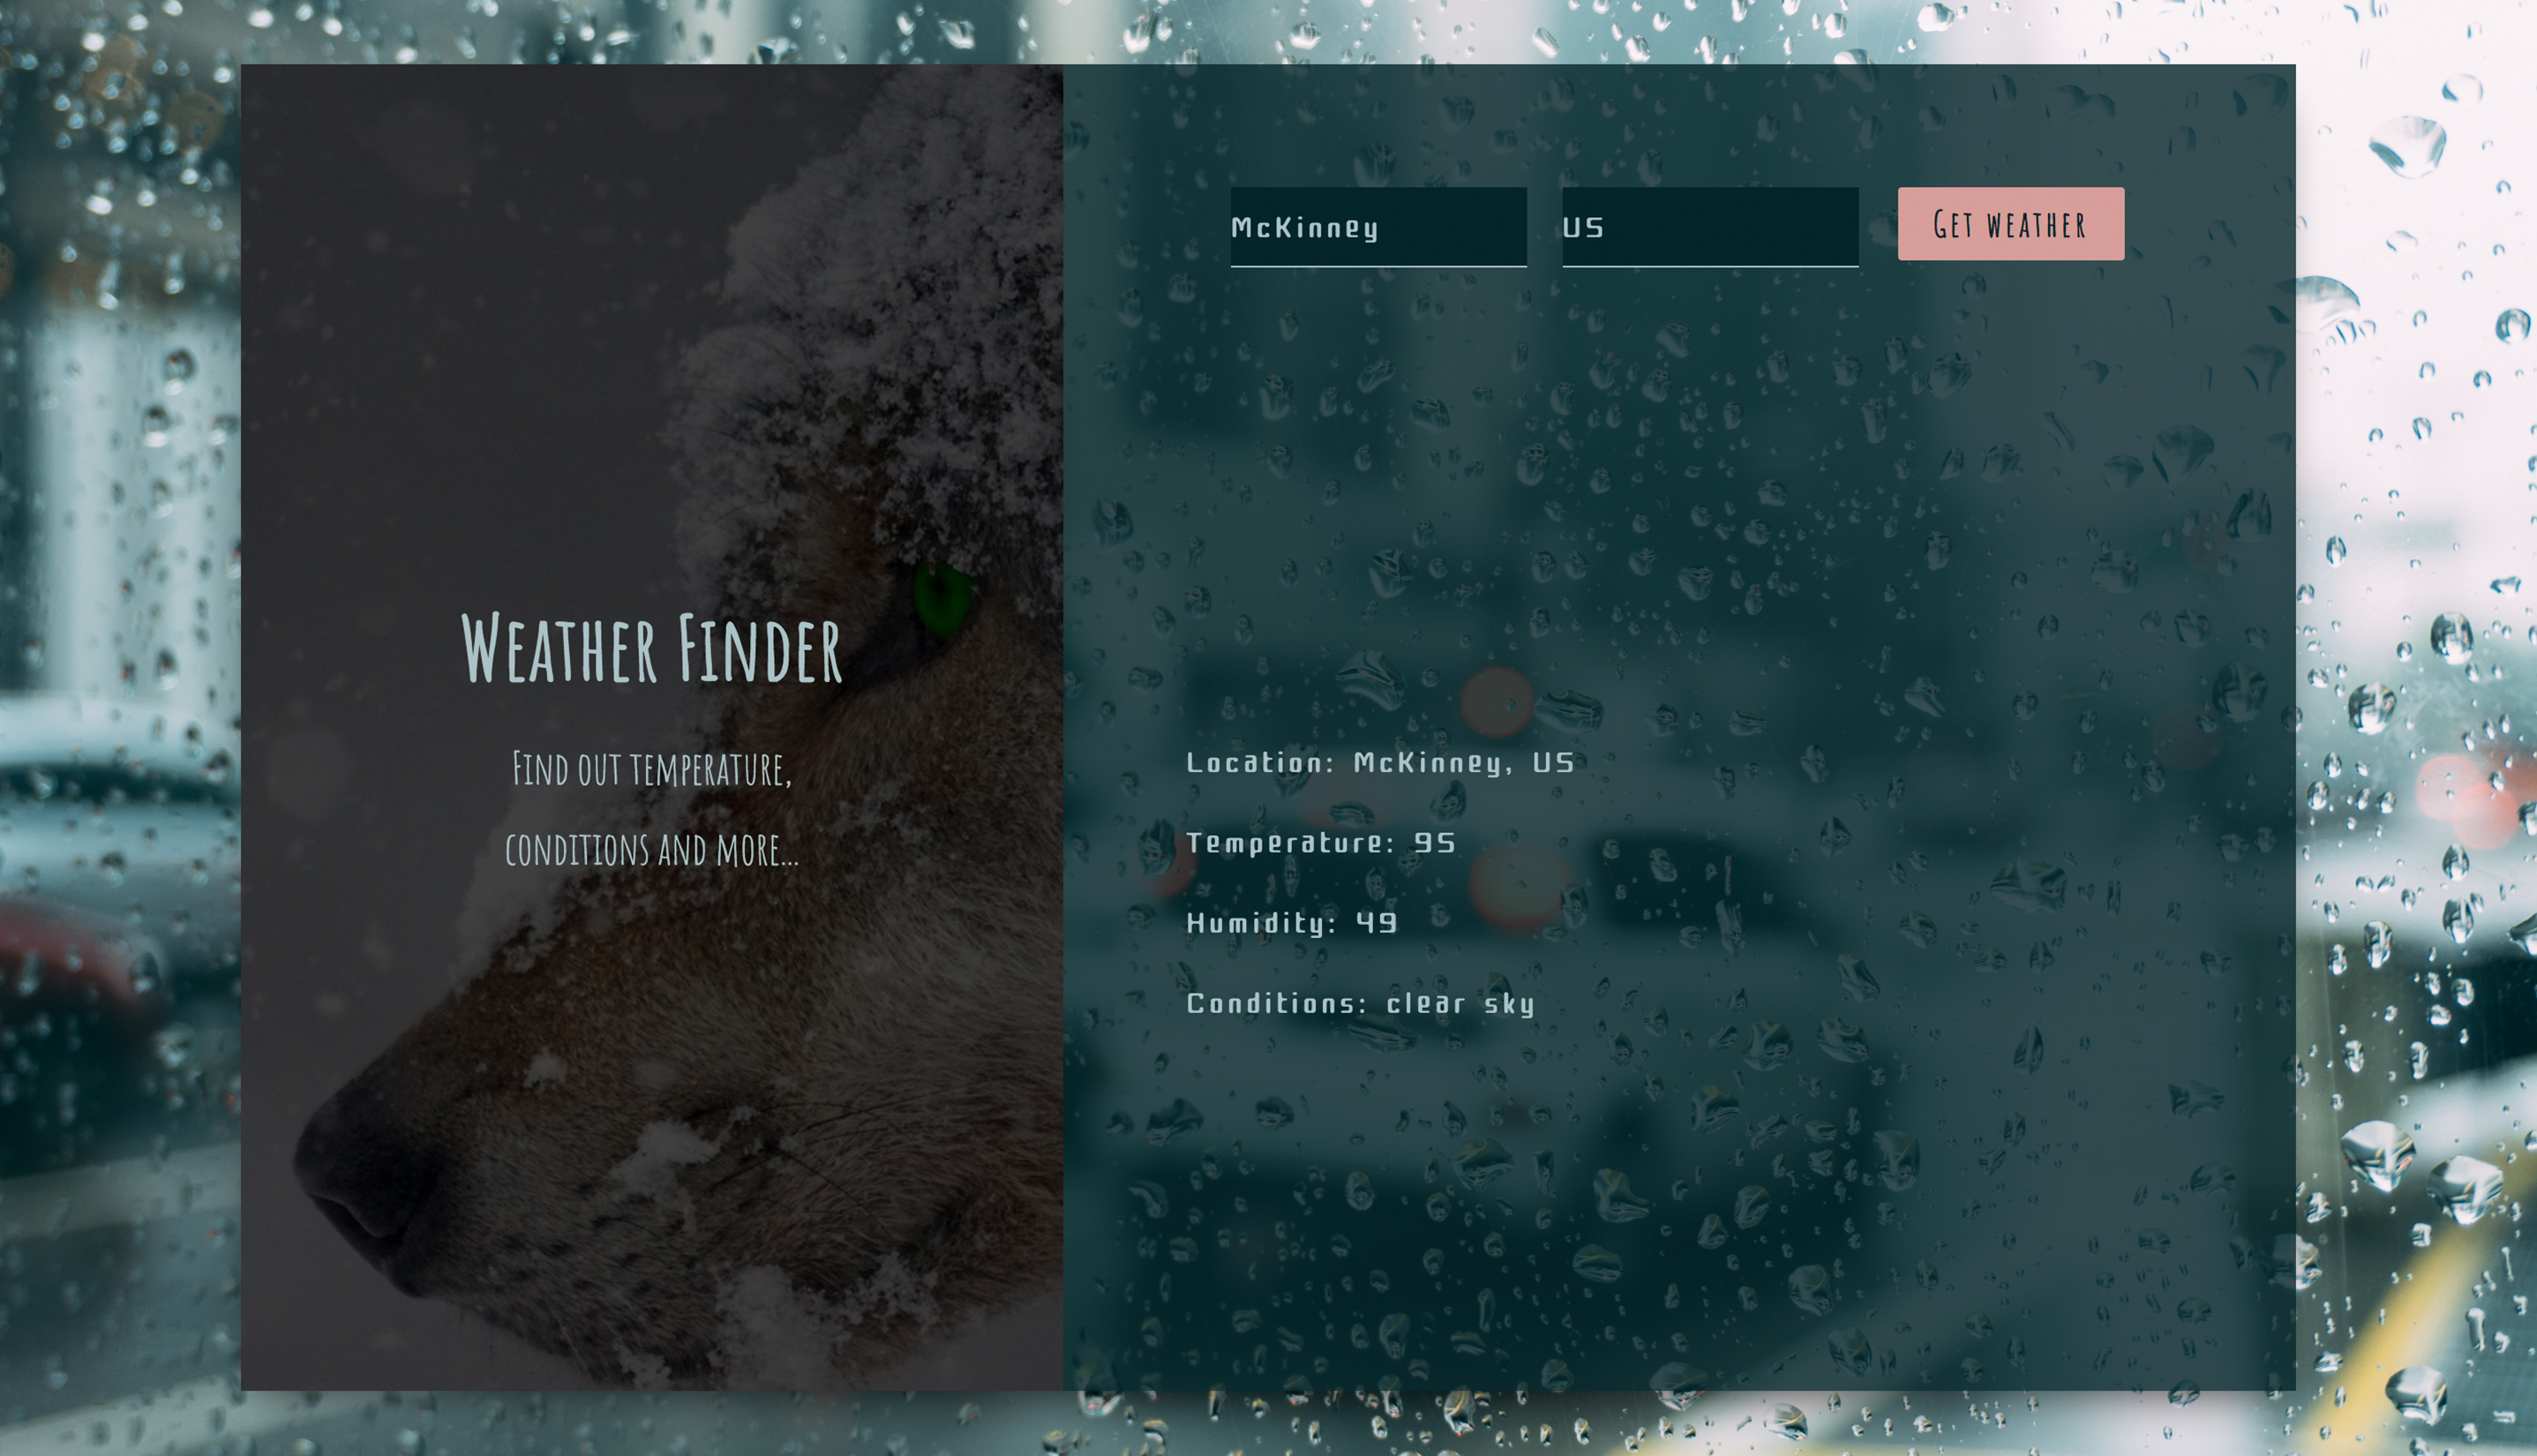 Weather Finder
Find out temperature,
conditions and more...
McKinney
US
Get weather
Location: McKinney, US
Temperature: 95
Humidity: 49
Conditions: clear sky